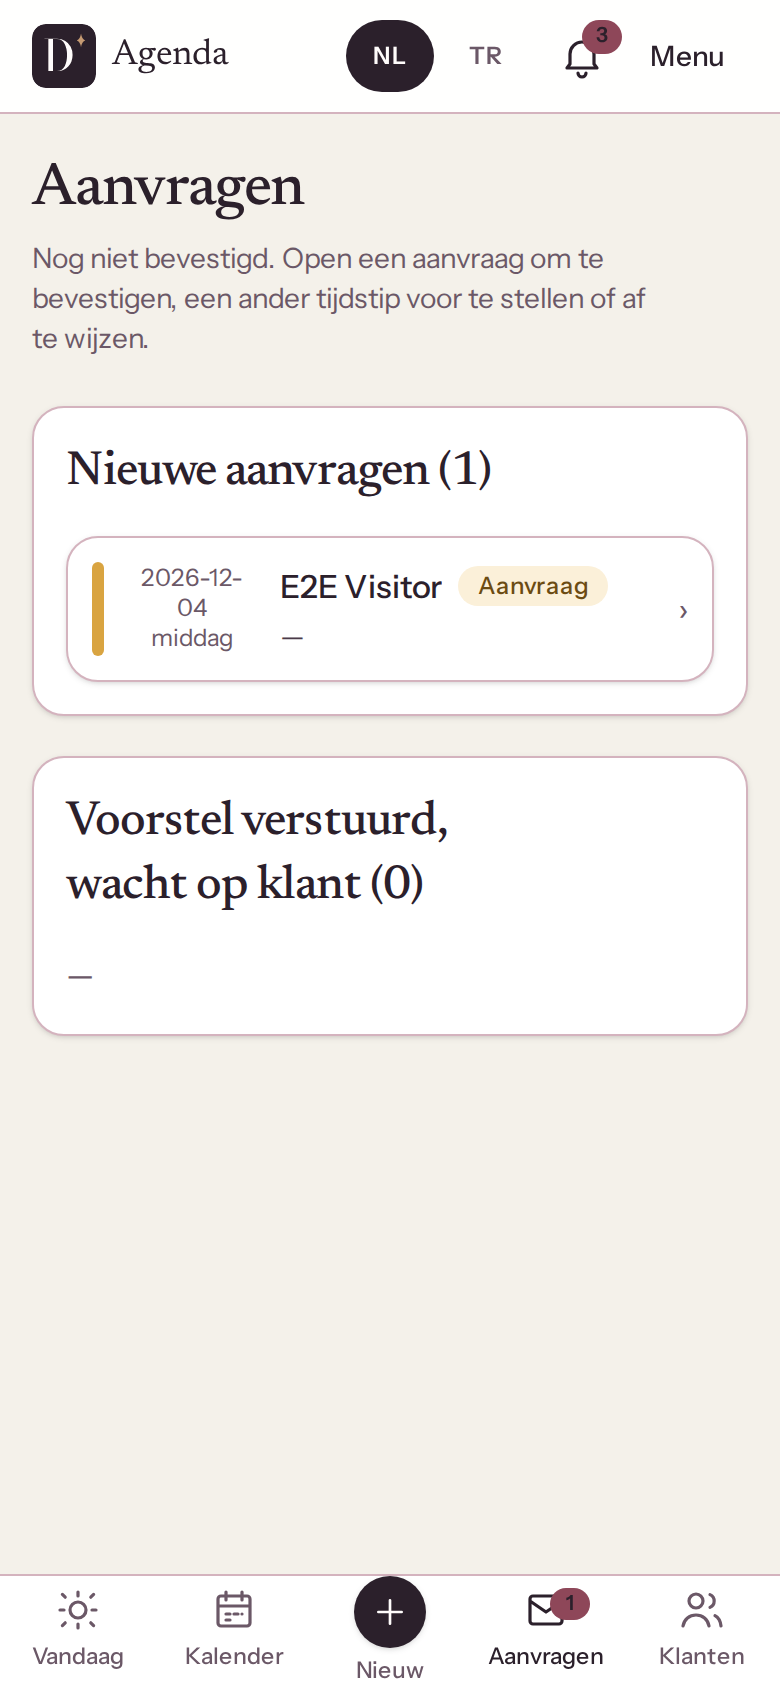 D Agenda NL TR 3 Menu
Aanvragen
Nog niet bevestigd. Open een aanvraag om te
bevestigen, een ander tijdstip voor te stellen of af
te wijzen.
Nieuwe aanvragen (1)
2026-12-
04
middag
E2E Visitor Aanvraag
—
›
Voorstel verstuurd,
wacht op klant (0)
—
1
Vandaag Kalender Nieuw Aanvragen Klanten